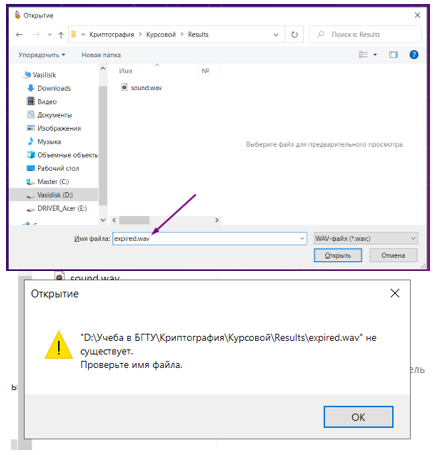 Открытие
« Криптография › Курсовой › Results
Поиск в: Results
Упорядочить
Новая папка
Имя
№
Vasilisik
Downloads
Видео
Документы
Изображения
Музыка
Объемные объекты
Рабочий стол
Master (C:)
Vasidisk (D:)
DRIVER_Acer (E:)
sound.wav
Выберите файл для предварительного просмотра.
Имя файла:
expired.wav
WAV-файл (*.wav;)
Открыть
Отмена
sound.wav
Открытие
"D:\Учеба в БГТУ\Криптография\Курсовой\Results\expired.wav" не
существует.
Проверьте имя файла.
ель
OK